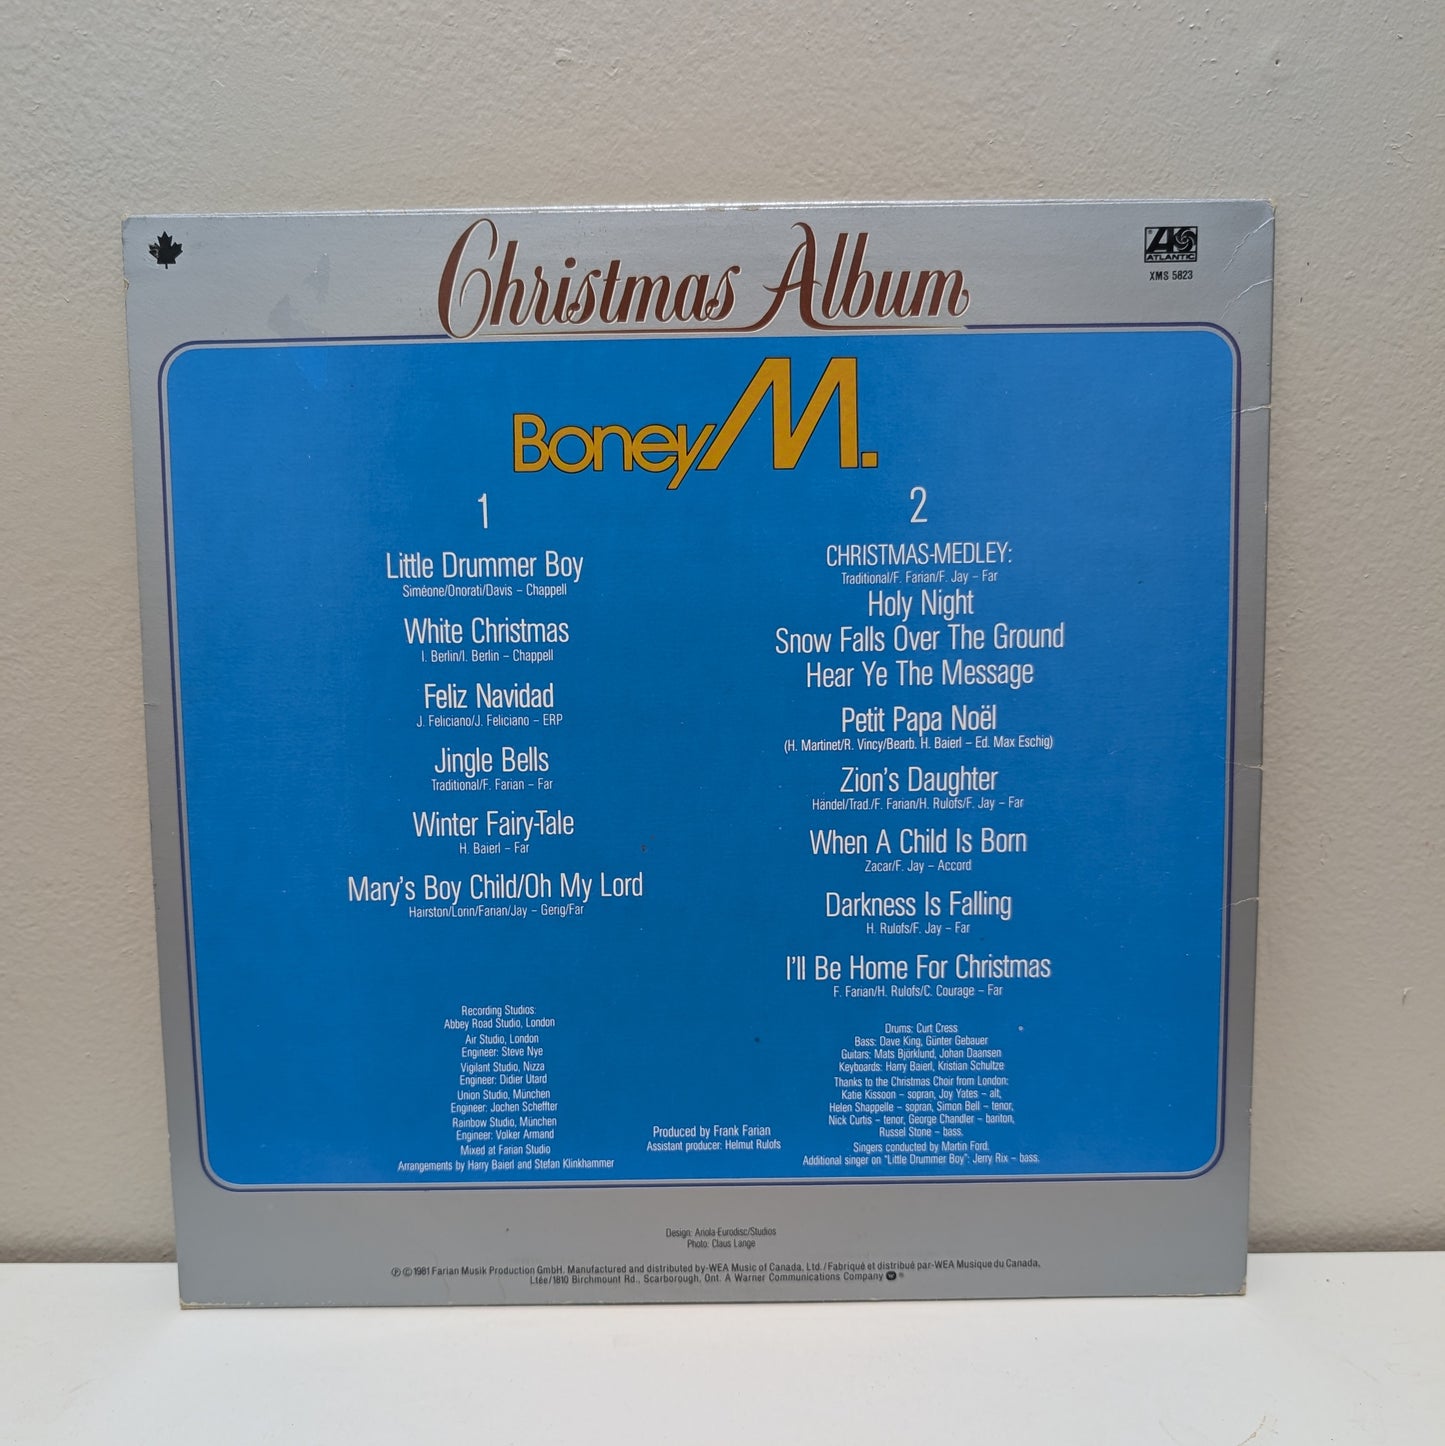 Christmas Album
ATLANTIC
XMS 5823
Boney M.
1
Little Drummer Boy
Siméone/Onorati/Davis – Chappell
White Christmas
I. Berlin/I. Berlin – Chappell
Feliz Navidad
J. Feliciano/J. Feliciano – ERP
Jingle Bells
Traditional/F. Farian – Far
Winter Fairy-Tale
H. Baierl – Far
Mary's Boy Child/Oh My Lord
Hairston/Lorin/Farian/Jay – Gerig/Far
Recording Studios:
Abbey Road Studio, London
Air Studio, London
Engineer: Steve Nye
Vigilant Studio, Nizza
Engineer: Didier Utard
Union Studio, München
Engineer: Jochen Scheffter
Rainbow Studio, München
Engineer: Volker Armand
Mixed at Farian Studio
Arrangements by Harry Baierl and Stefan Klinkhammer
Produced by Frank Farian
Assistant producer: Helmut Rulofs
2
CHRISTMAS-MEDLEY:
Traditional/F. Farian/F. Jay – Far
Holy Night
Snow Falls Over The Ground
Hear Ye The Message
Petit Papa Noël
(H. Martinet/R. Vincy/Bearb. H. Baierl – Ed. Max Eschig)
Zion's Daughter
Händel/Trad./F. Farian/H. Rulofs/F. Jay – Far
When A Child Is Born
Zacar/F. Jay – Accord
Darkness Is Falling
H. Rulofs/F. Jay – Far
I'll Be Home For Christmas
F. Farian/H. Rulofs/C. Courage – Far
Drums: Curt Cress
Bass: Dave King, Günter Gebauer
Guitars: Mats Björklund, Johan Daansen
Keyboards: Harry Baierl, Kristian Schultze
Thanks to the Christmas Choir from London:
Katie Kissoon – sopran, Joy Yates – alt,
Helen Shappelle – sopran, Simon Bell – tenor,
Nick Curtis – tenor, George Chandler – bariton,
Russel Stone – bass.
Singers conducted by Martin Ford.
Additional singer on "Little Drummer Boy": Jerry Rix – bass.
Design: Ariola-Eurodisc/Studios
Photo: Claus Lange
℗ © 1981 Farian Musik Production GmbH. Manufactured and distributed by-WEA Music of Canada, Ltd./Fabriqué et distribué par-WEA Musique du Canada,
Ltée/1810 Birchmount Rd., Scarborough, Ont. A Warner Communications Company ®